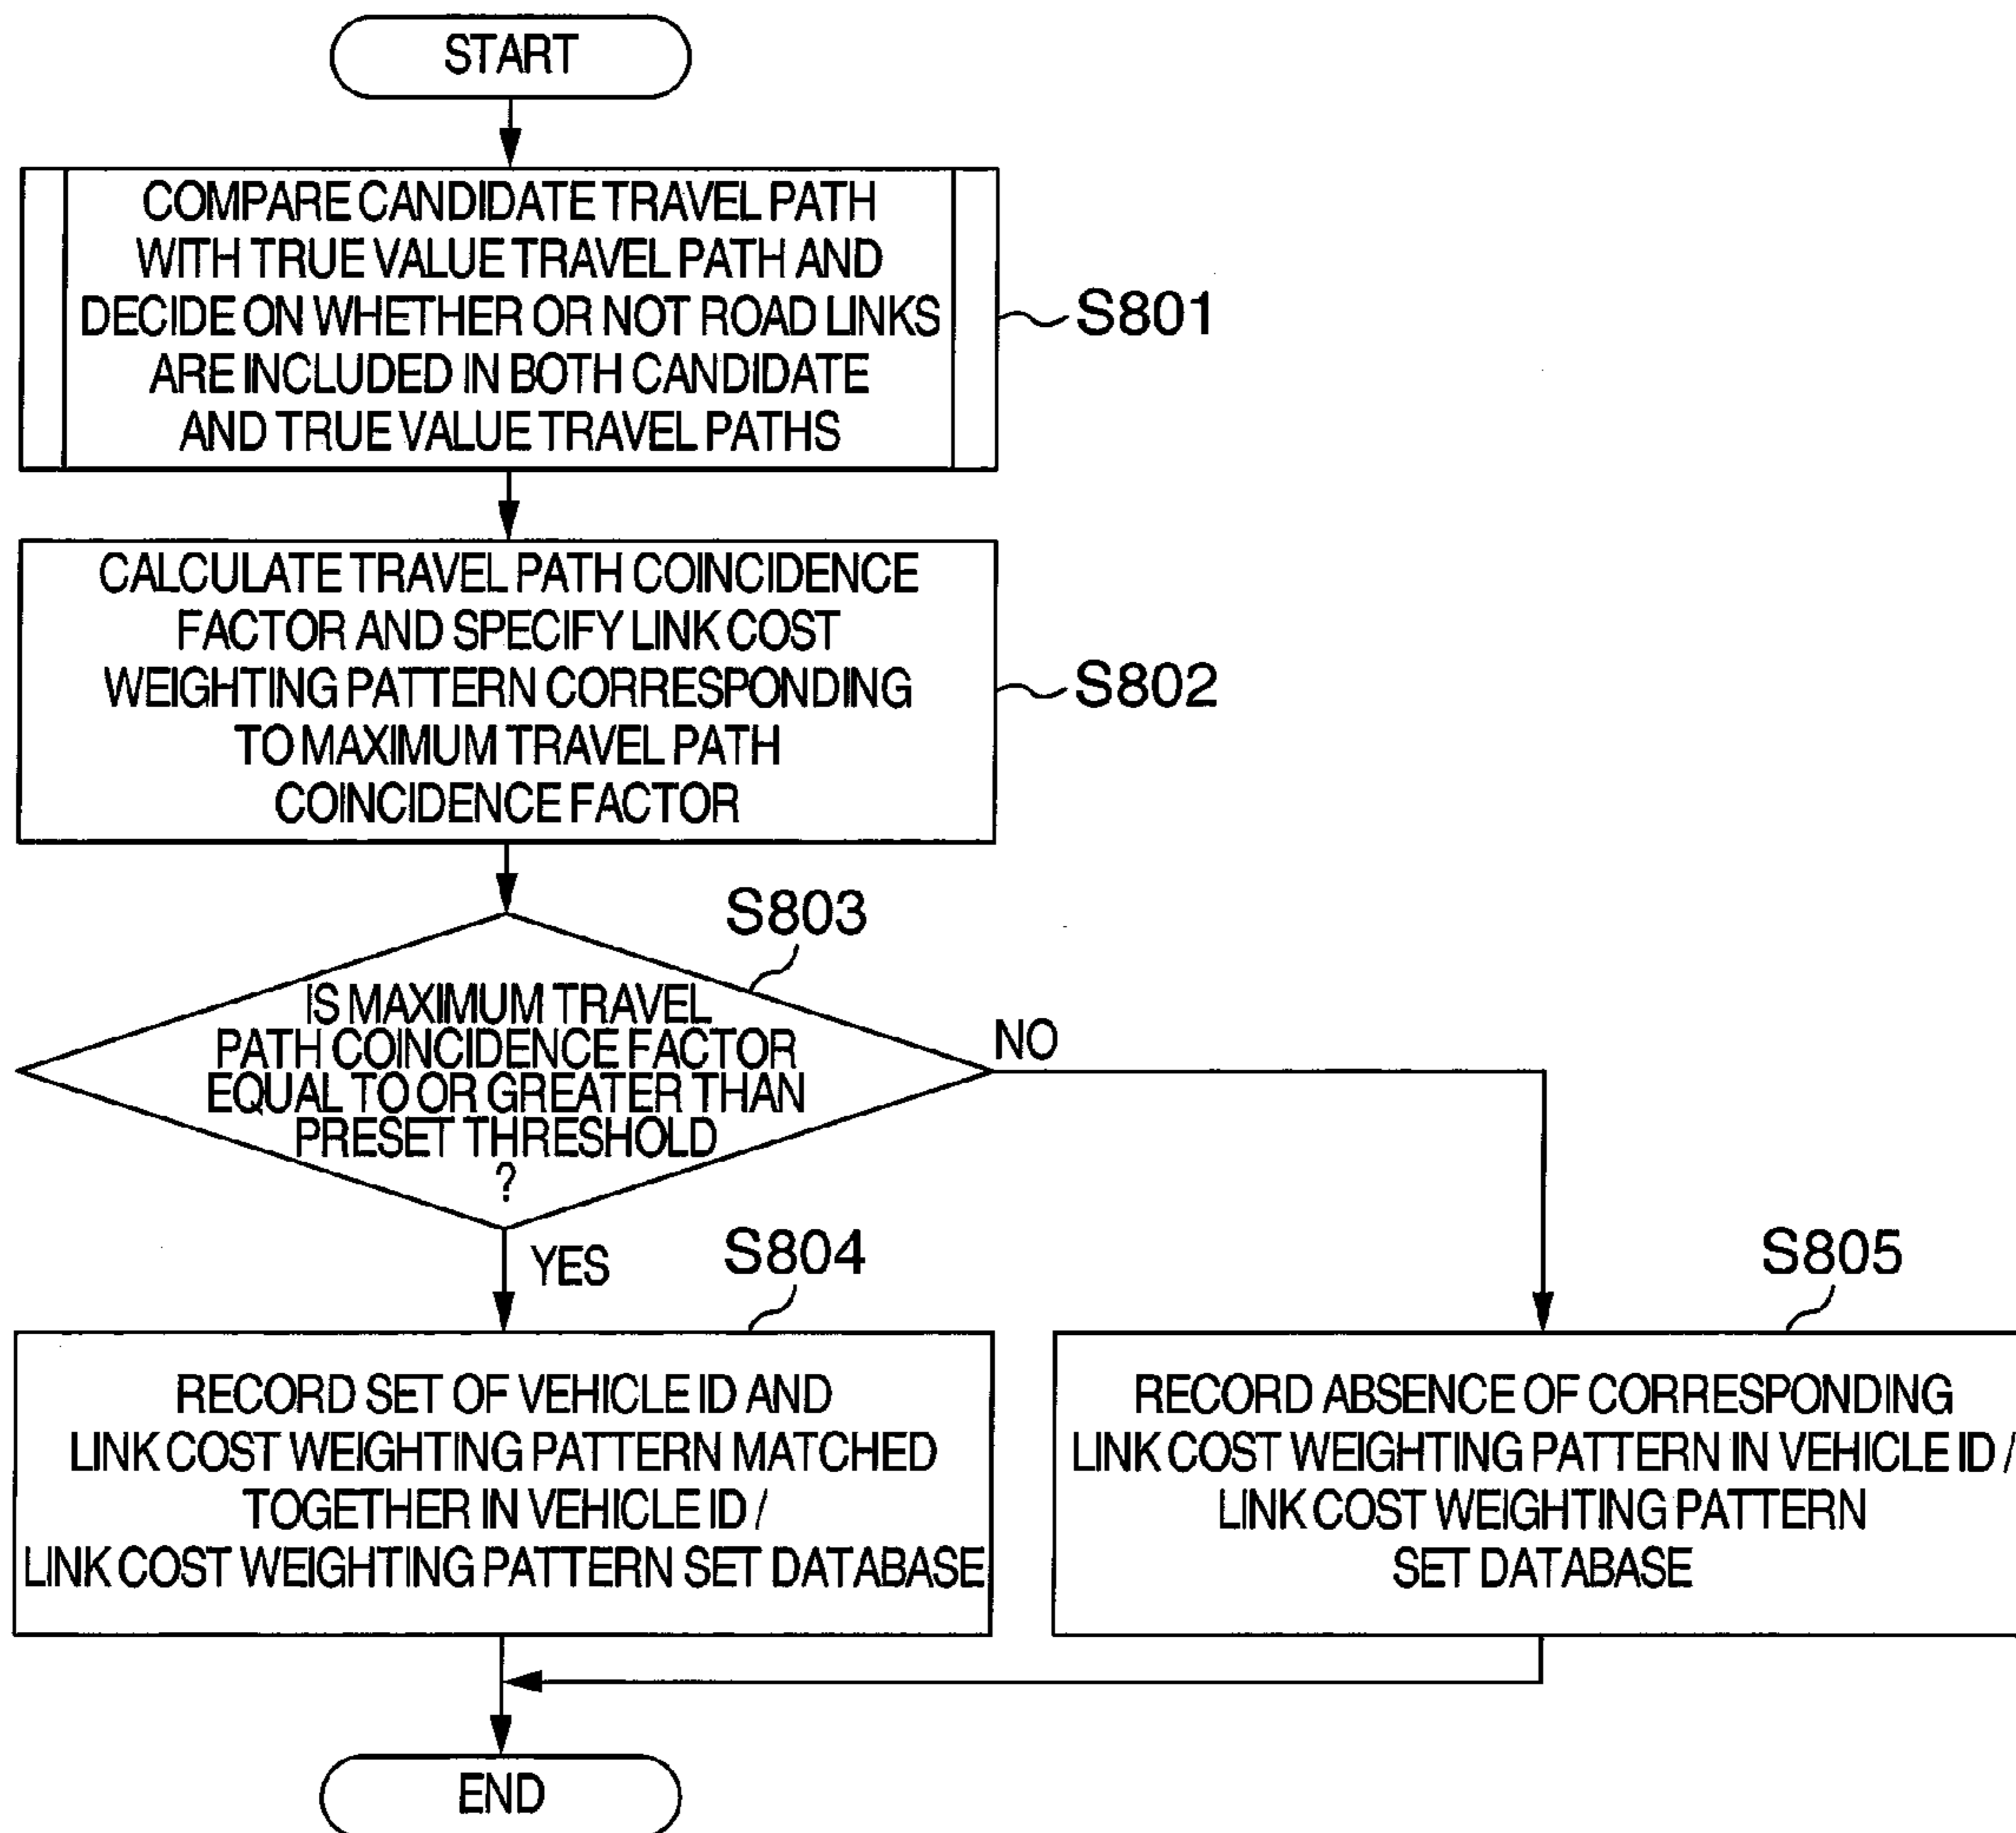 START
COMPARE CANDIDATE TRAVEL PATH
WITH TRUE VALUE TRAVEL PATH AND
DECIDE ON WHETHER OR NOT ROAD LINKS
ARE INCLUDED IN BOTH CANDIDATE
AND TRUE VALUE TRAVEL PATHS
S801
CALCULATE TRAVEL PATH COINCIDENCE
FACTOR AND SPECIFY LINK COST
WEIGHTING PATTERN CORRESPONDING
TO MAXIMUM TRAVEL PATH
COINCIDENCE FACTOR
S802
S803
IS MAXIMUM TRAVEL
PATH COINCIDENCE FACTOR
EQUAL TO OR GREATER THAN
PRESET THRESHOLD
?
NO
YES
S804
RECORD SET OF VEHICLE ID AND
LINK COST WEIGHTING PATTERN MATCHED
TOGETHER IN VEHICLE ID /
LINK COST WEIGHTING PATTERN SET DATABASE
S805
RECORD ABSENCE OF CORRESPONDING
LINK COST WEIGHTING PATTERN IN VEHICLE ID /
LINK COST WEIGHTING PATTERN
SET DATABASE
END